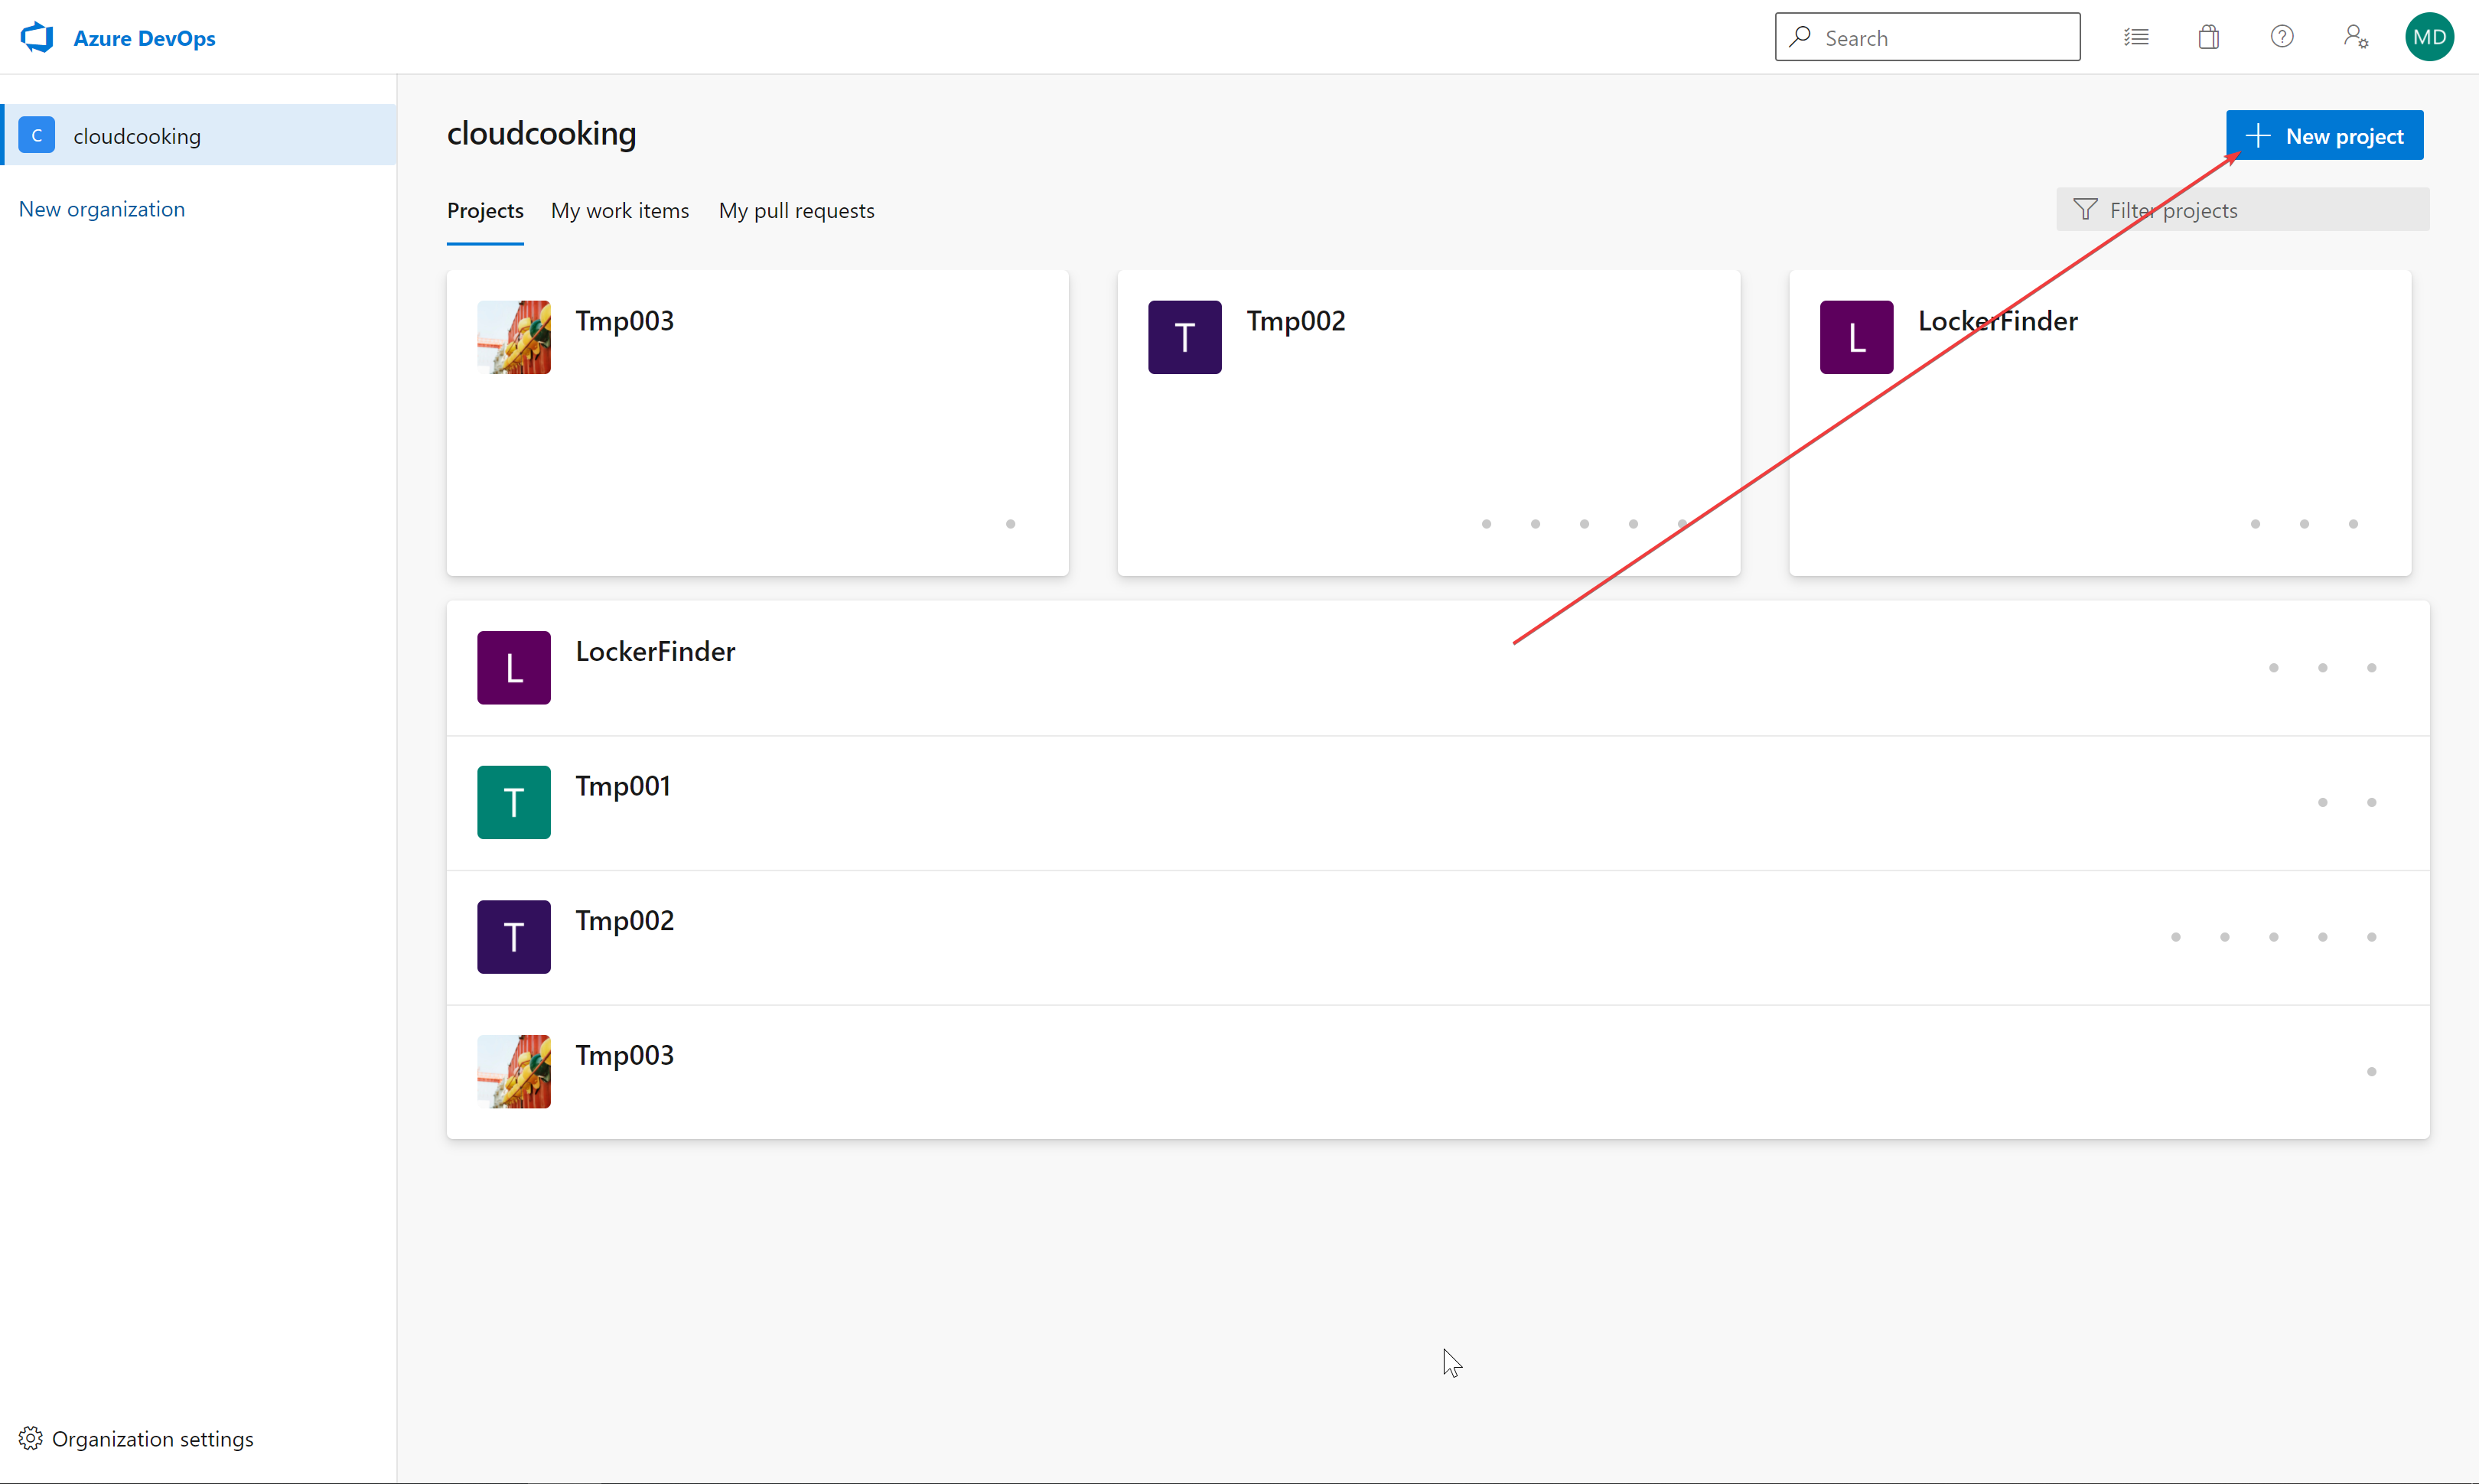 Azure DevOps
Search
MD
C
cloudcooking
New organization
cloudcooking
New project
Projects
My work items
My pull requests
Filter projects
Tmp003
T
Tmp002
L
LockerFinder
L
LockerFinder
T
Tmp001
T
Tmp002
Tmp003
Organization settings